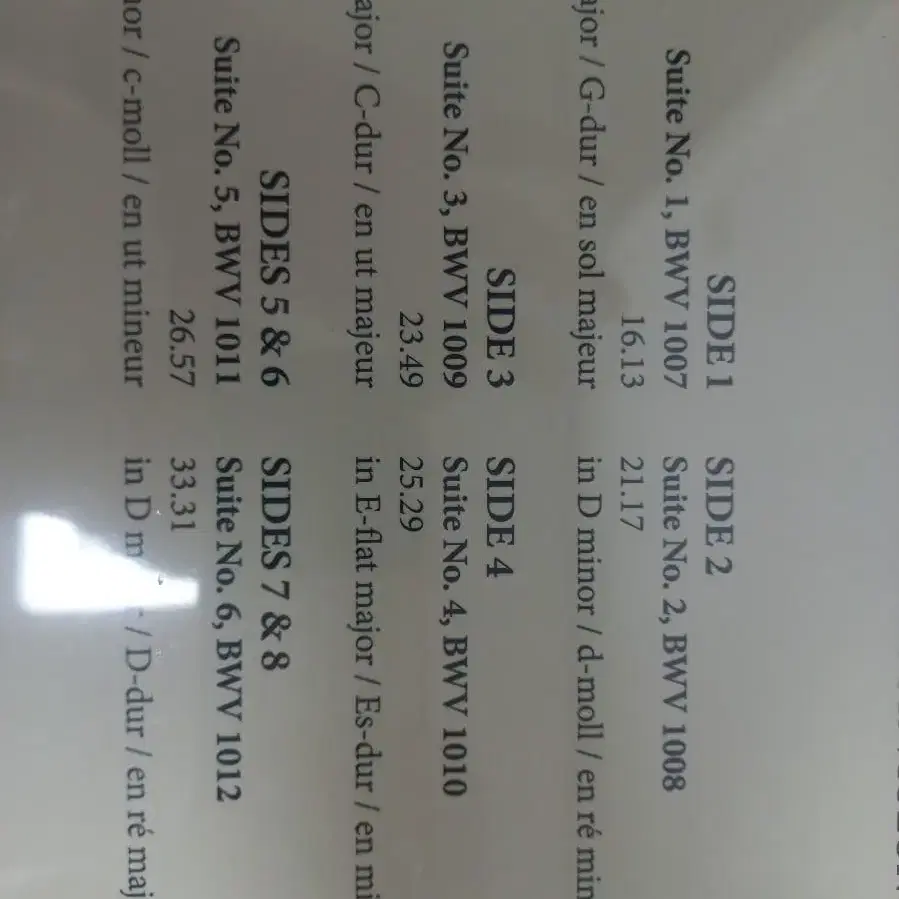 SIDE 1
Suite No. 1, BWV 1007
16.13
ajor / G-dur / en sol majeur
SIDE 2
Suite No. 2, BWV 1008
21.17
in D minor / d-moll / en ré min
SIDE 3
Suite No. 3, BWV 1009
23.49
ajor / C-dur / en ut majeur
SIDE 4
Suite No. 4, BWV 1010
25.29
in E-flat major / Es-dur / en mi
SIDES 5 & 6
Suite No. 5, BWV 1011
26.57
nor / c-moll / en ut mineur
SIDES 7 & 8
Suite No. 6, BWV 1012
33.31
in D / D-dur / en ré maj